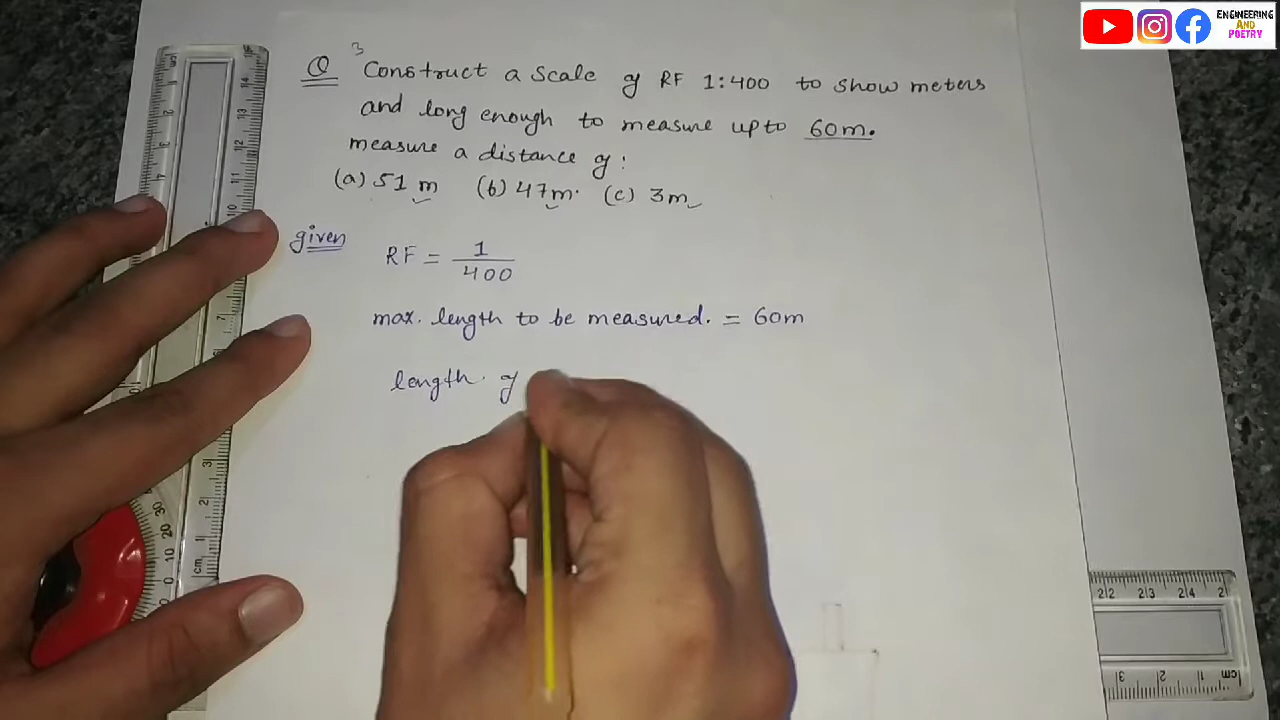 ENGINEERING
AND
POETRY
Q 3 Construct a Scale of RF 1:400 to show meters
and long enough to measure upto 60m.
measure a distance of:
(a) 51 m (b) 47m. (c) 3m
given
RF = 1/400
max. length to be measured. = 60m
length. of